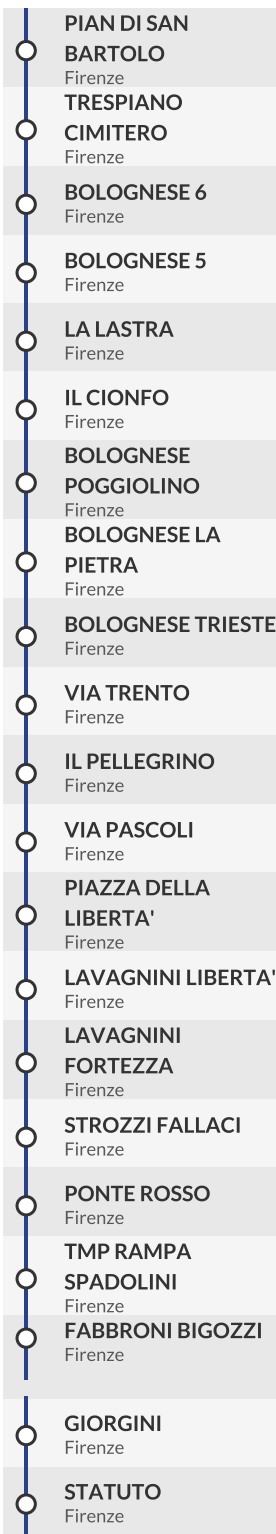 PIAN DI SAN
BARTOLO
Firenze
TRESPIANO
CIMITERO
Firenze
BOLOGNESE 6
Firenze
BOLOGNESE 5
Firenze
LA LASTRA
Firenze
IL CIONFO
Firenze
BOLOGNESE
POGGIOLINO
Firenze
BOLOGNESE LA
PIETRA
Firenze
BOLOGNESE TRIESTE
Firenze
VIA TRENTO
Firenze
IL PELLEGRINO
Firenze
VIA PASCOLI
Firenze
PIAZZA DELLA
LIBERTA'
Firenze
LAVAGNINI LIBERTA'
Firenze
LAVAGNINI
FORTEZZA
Firenze
STROZZI FALLACI
Firenze
PONTE ROSSO
Firenze
TMP RAMPA
SPADOLINI
Firenze
FABBRONI BIGOZZI
Firenze
GIORGINI
Firenze
STATUTO
Firenze